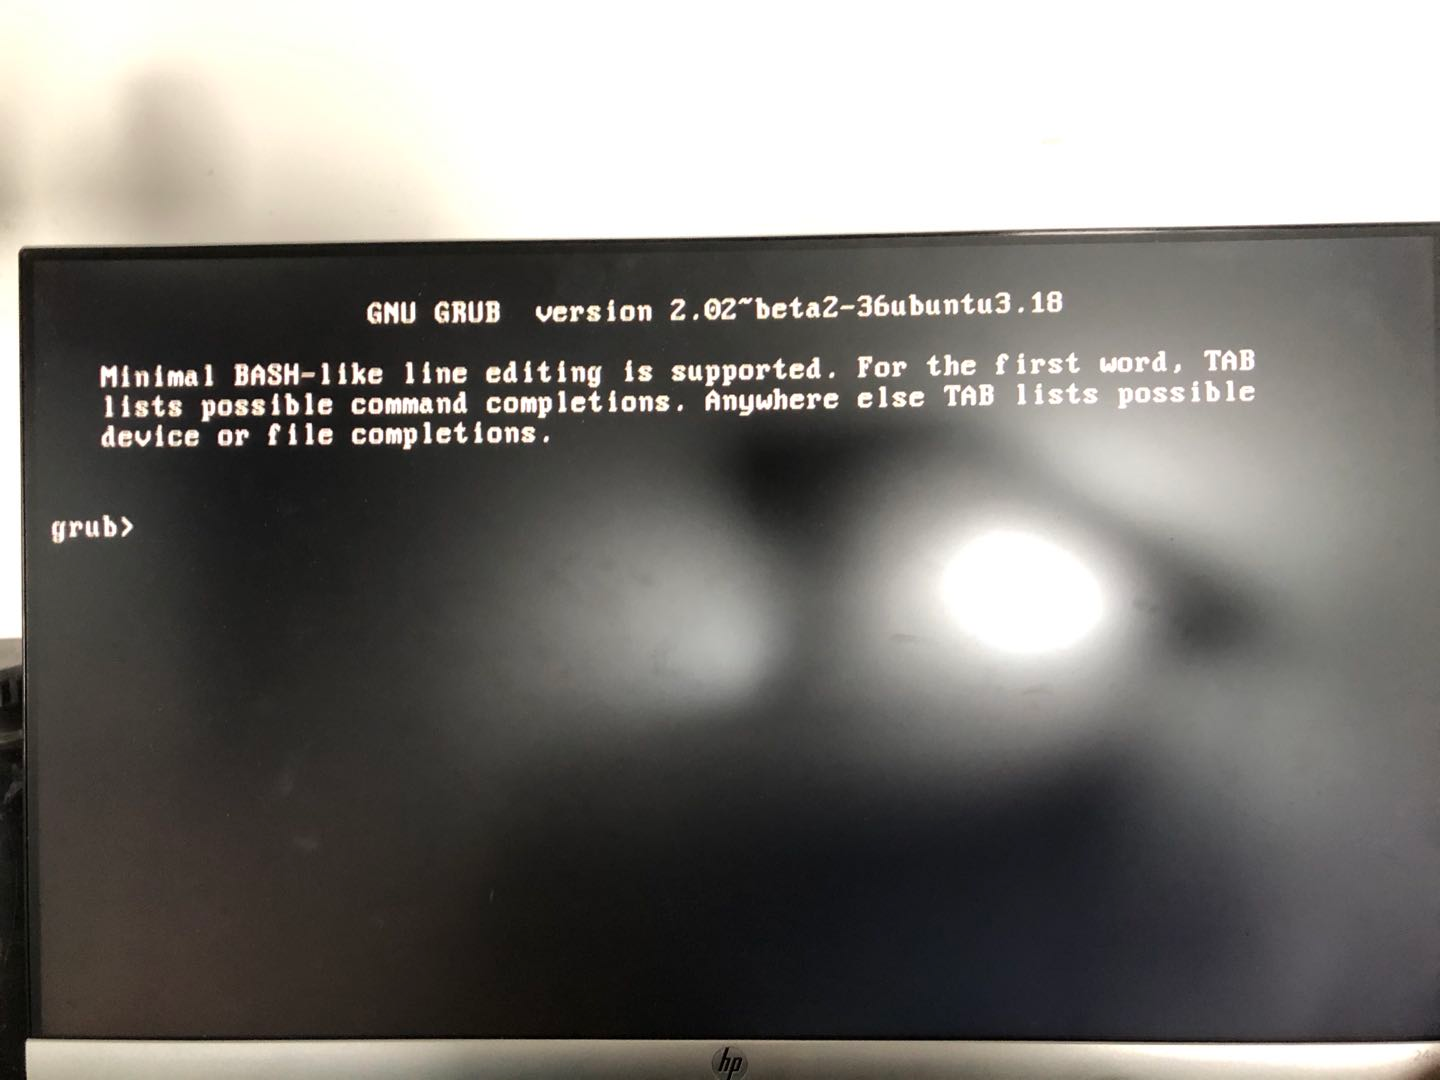 GNU GRUB version 2.02~beta2-36ubuntu3.18
Minimal BASH-like line editing is supported. For the first word, TAB
lists possible command completions. Anywhere else TAB lists possible
device or file completions.
grub>
hp